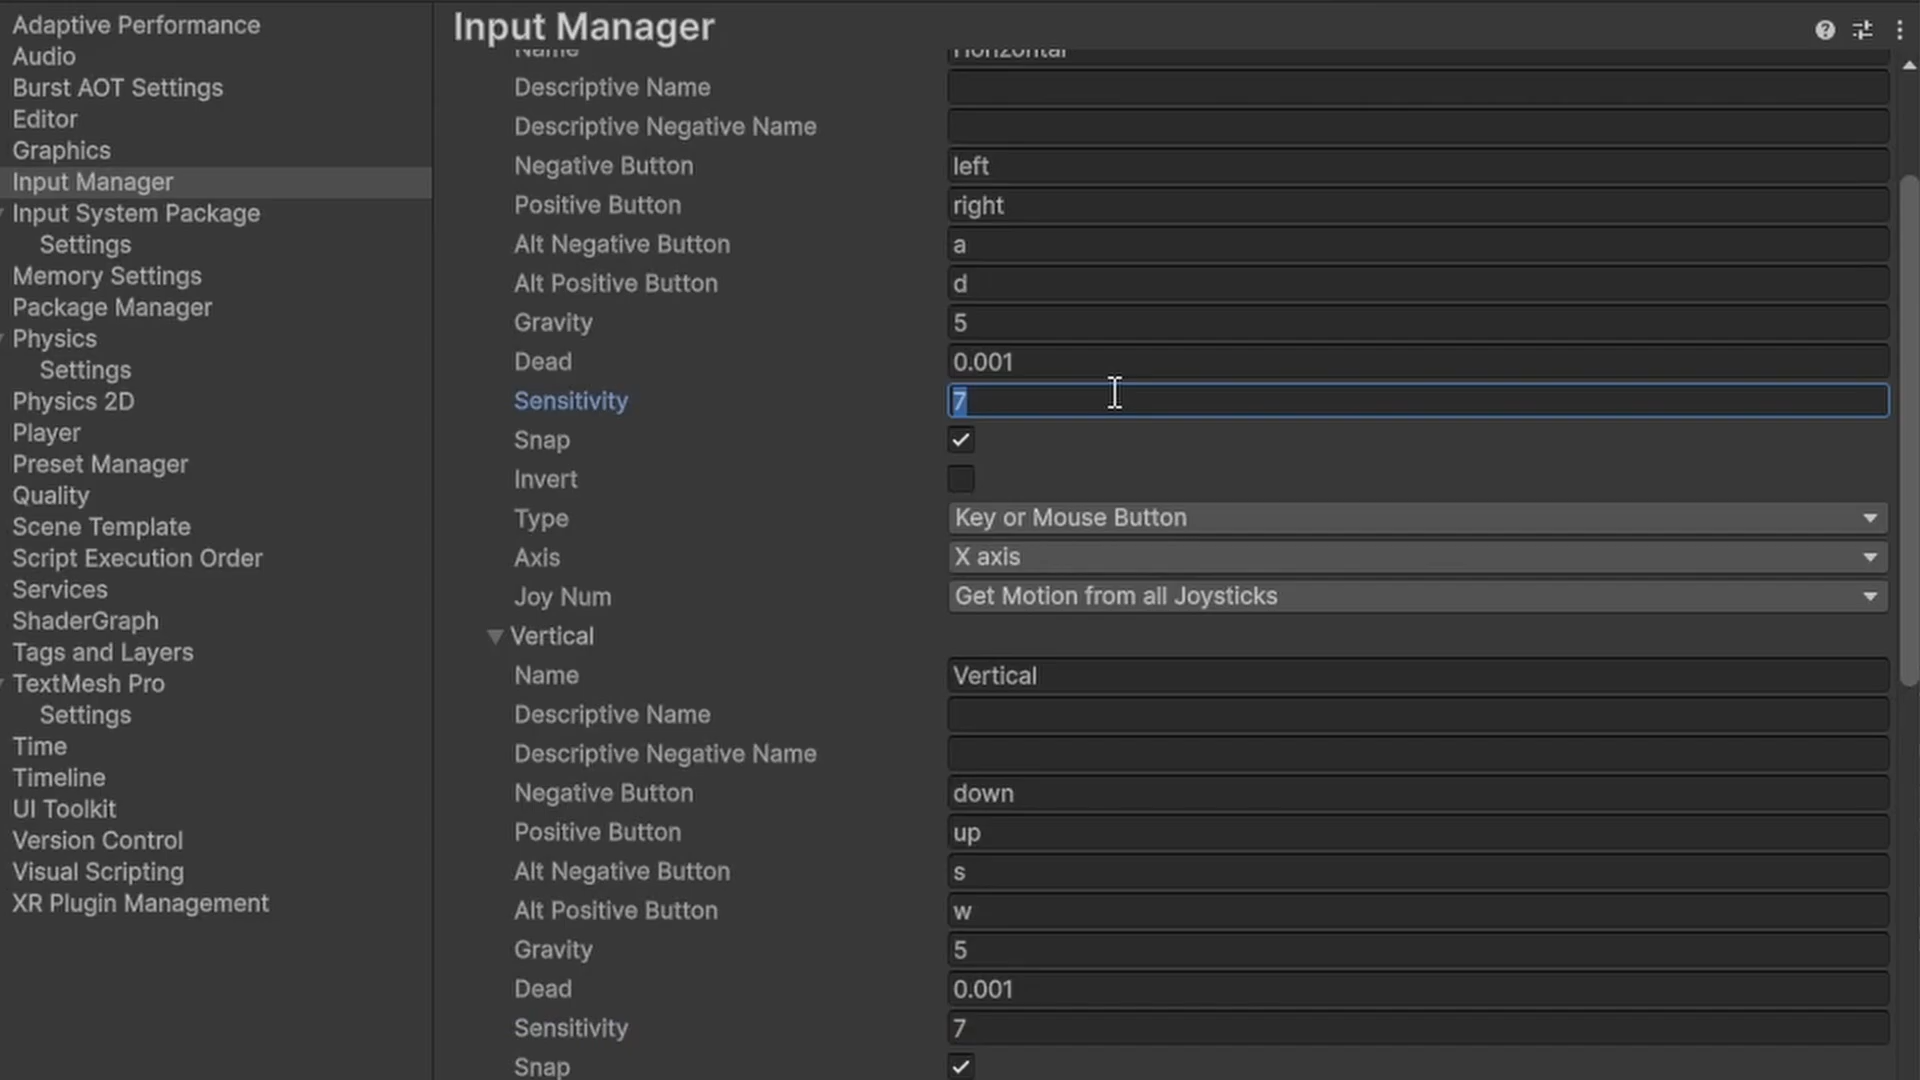 Adaptive Performance
Audio
Burst AOT Settings
Editor
Graphics
Input Manager
Input System Package
Settings
Memory Settings
Package Manager
Physics
Settings
Physics 2D
Player
Preset Manager
Quality
Scene Template
Script Execution Order
Services
ShaderGraph
Tags and Layers
TextMesh Pro
Settings
Time
Timeline
UI Toolkit
Version Control
Visual Scripting
XR Plugin Management
Input Manager
Name Horizontal
Descriptive Name
Descriptive Negative Name
Negative Button left
Positive Button right
Alt Negative Button a
Alt Positive Button d
Gravity 5
Dead 0.001
Sensitivity 7
Snap
Invert
Type Key or Mouse Button
Axis X axis
Joy Num Get Motion from all Joysticks
Vertical
Name Vertical
Descriptive Name
Descriptive Negative Name
Negative Button down
Positive Button up
Alt Negative Button s
Alt Positive Button w
Gravity 5
Dead 0.001
Sensitivity 7
Snap